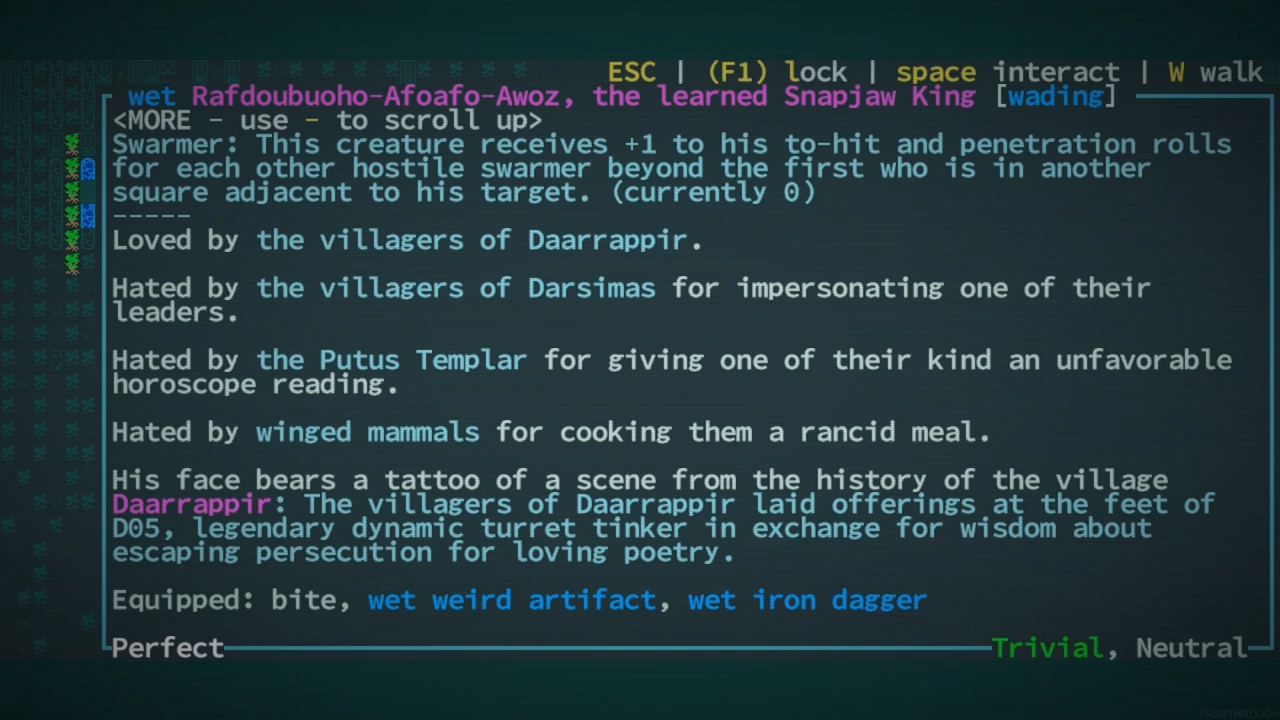 ESC | (F1) lock | space interact | W walk
wet Rafdoubuoho-Afoafo-Awoz, the learned Snapjaw King [wading]
<MORE - use - to scroll up>
Swarmer: This creature receives +1 to his to-hit and penetration rolls
for each other hostile swarmer beyond the first who is in another
square adjacent to his target. (currently 0)
-----
Loved by the villagers of Daarrappir.
Hated by the villagers of Darsimas for impersonating one of their
leaders.
Hated by the Putus Templar for giving one of their kind an unfavorable
horoscope reading.
Hated by winged mammals for cooking them a rancid meal.
His face bears a tattoo of a scene from the history of the village
Daarrappir: The villagers of Daarrappir laid offerings at the feet of
D05, legendary dynamic turret tinker in exchange for wisdom about
escaping persecution for loving poetry.
Equipped: bite, wet weird artifact, wet iron dagger
Perfect
Trivial, Neutral